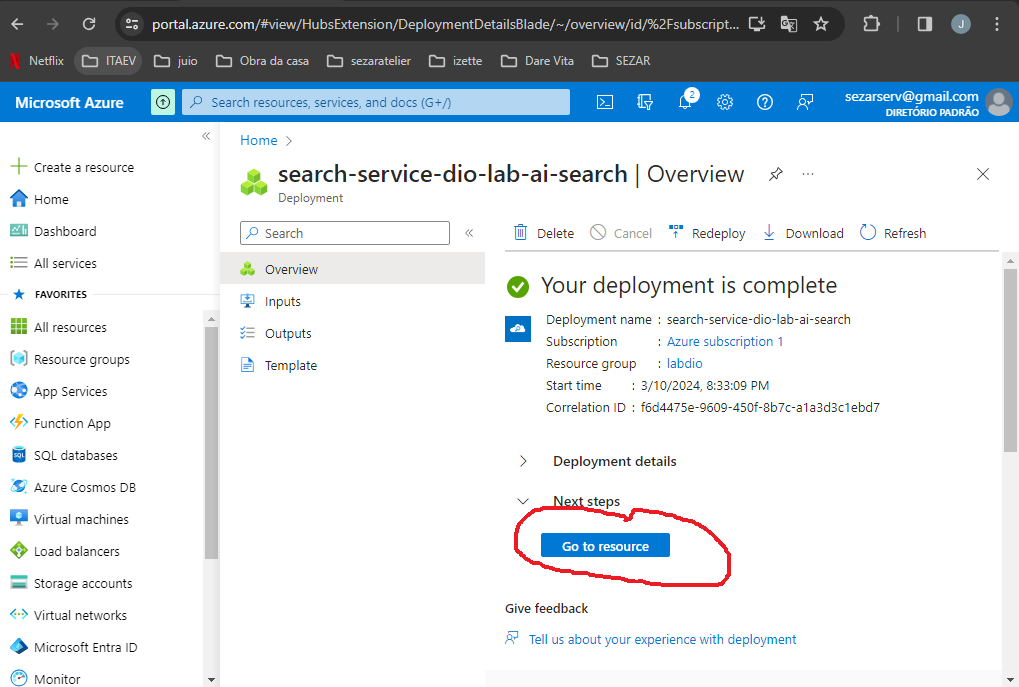 portal.azure.com/#view/HubsExtension/DeploymentDetailsBlade/~/overview/id/%2Fsubscript...
J
Netflix
ITAEV
juio
Obra da casa
sezaratelier
izette
Dare Vita
SEZAR
Microsoft Azure
Search resources, services, and docs (G+/)
2
sezarserv@gmail.com
DIRETÓRIO PADRÃO
«
Create a resource
Home
Dashboard
All services
FAVORITES
All resources
Resource groups
App Services
Function App
SQL databases
Azure Cosmos DB
Virtual machines
Load balancers
Storage accounts
Virtual networks
Microsoft Entra ID
Monitor
Home >
search-service-dio-lab-ai-search | Overview
Deployment
Search
«
Overview
Inputs
Outputs
Template
Delete
Cancel
Redeploy
Download
Refresh
Your deployment is complete
Deployment name : search-service-dio-lab-ai-search
Subscription : Azure subscription 1
Resource group : labdio
Start time : 3/10/2024, 8:33:09 PM
Correlation ID : f6d4475e-9609-450f-8b7c-a1a3d3c1ebd7
Deployment details
Next steps
Go to resource
Give feedback
Tell us about your experience with deployment